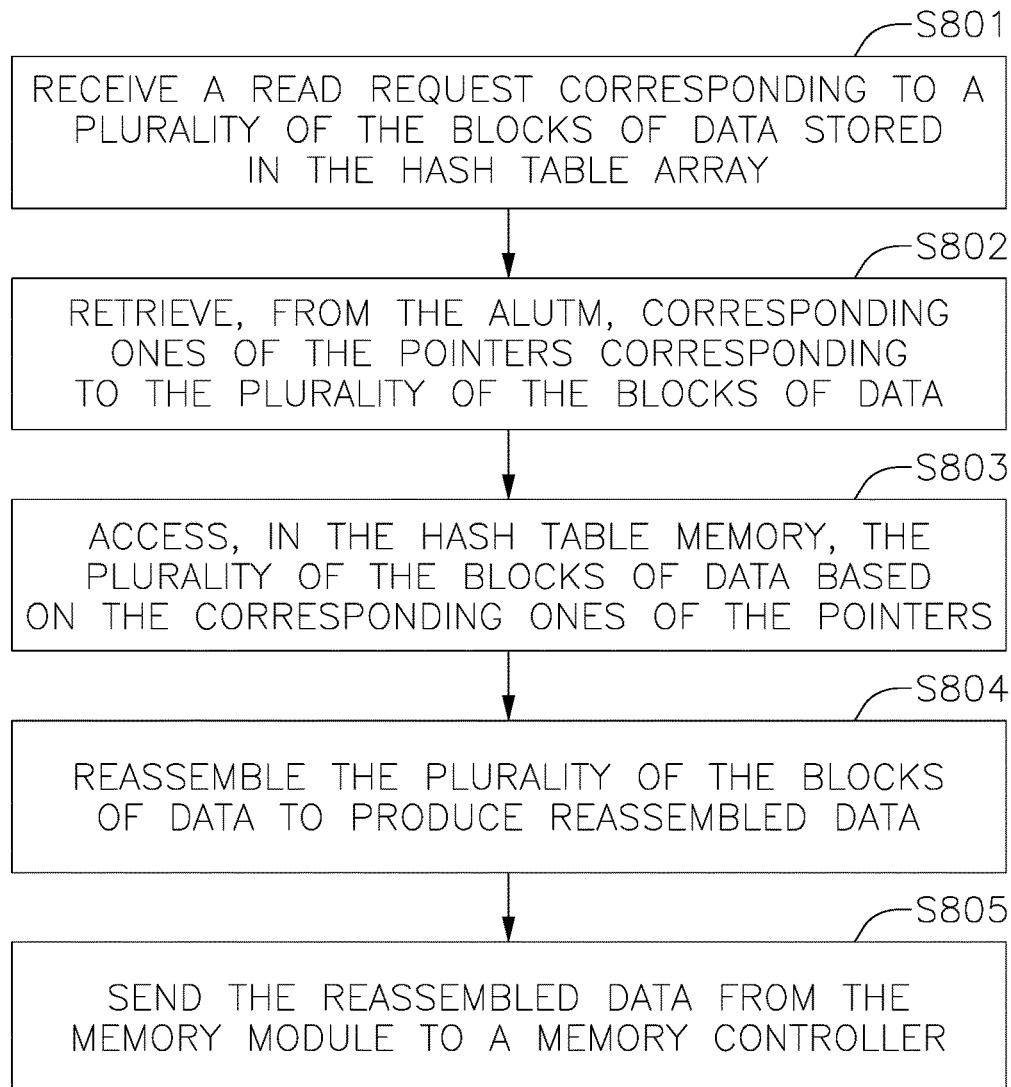 S801
RECEIVE A READ REQUEST CORRESPONDING TO A
PLURALITY OF THE BLOCKS OF DATA STORED
IN THE HASH TABLE ARRAY
S802
RETRIEVE, FROM THE ALUTM, CORRESPONDING
ONES OF THE POINTERS CORRESPONDING
TO THE PLURALITY OF THE BLOCKS OF DATA
S803
ACCESS, IN THE HASH TABLE MEMORY, THE
PLURALITY OF THE BLOCKS OF DATA BASED
ON THE CORRESPONDING ONES OF THE POINTERS
S804
REASSEMBLE THE PLURALITY OF THE BLOCKS
OF DATA TO PRODUCE REASSEMBLED DATA
S805
SEND THE REASSEMBLED DATA FROM THE
MEMORY MODULE TO A MEMORY CONTROLLER